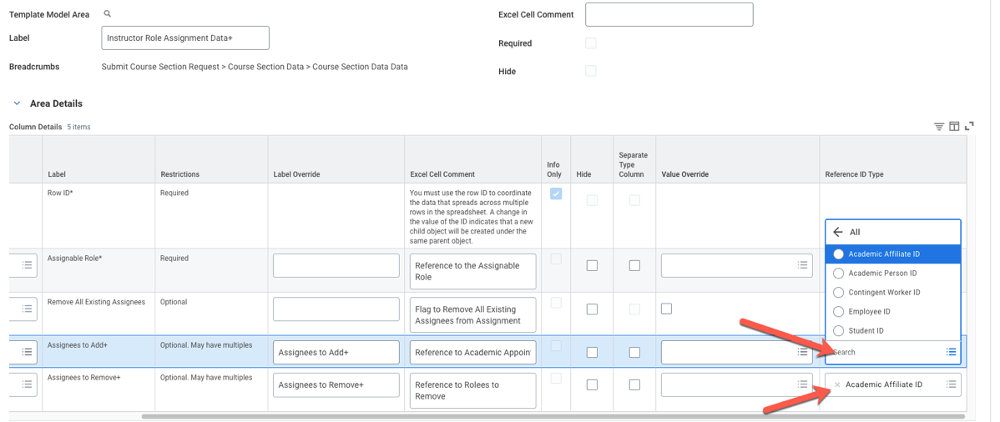 Template Model Area
Excel Cell Comment
Label
Instructor Role Assignment Data+
Required
Breadcrumbs
Submit Course Section Request > Course Section Data > Course Section Data Data
Hide
Area Details
Column Details 5 items
Label
Restrictions
Label Override
Excel Cell Comment
Info
Only
Hide
Separate
Type
Column
Value Override
Reference ID Type
Row ID*
Required
You must use the row ID to coordinate
the data that spreads across multiple
rows in the spreadsheet. A change in
the value of the ID indicates that a new
child object will be created under the
same parent object.
All
Academic Affiliate ID
Academic Person ID
Contingent Worker ID
Employee ID
Student ID
Assignable Role*
Required
Reference to the Assignable
Role
Remove All Existing Assignees
Optional
Flag to Remove All Existing
Assignees from Assignment
Assignees to Add+
Optional. May have multiples
Assignees to Add+
Reference to Academic Appoin
Search
Assignees to Remove+
Optional. May have multiples
Assignees to Remove+
Reference to Rolees to
Remove
Academic Affiliate ID